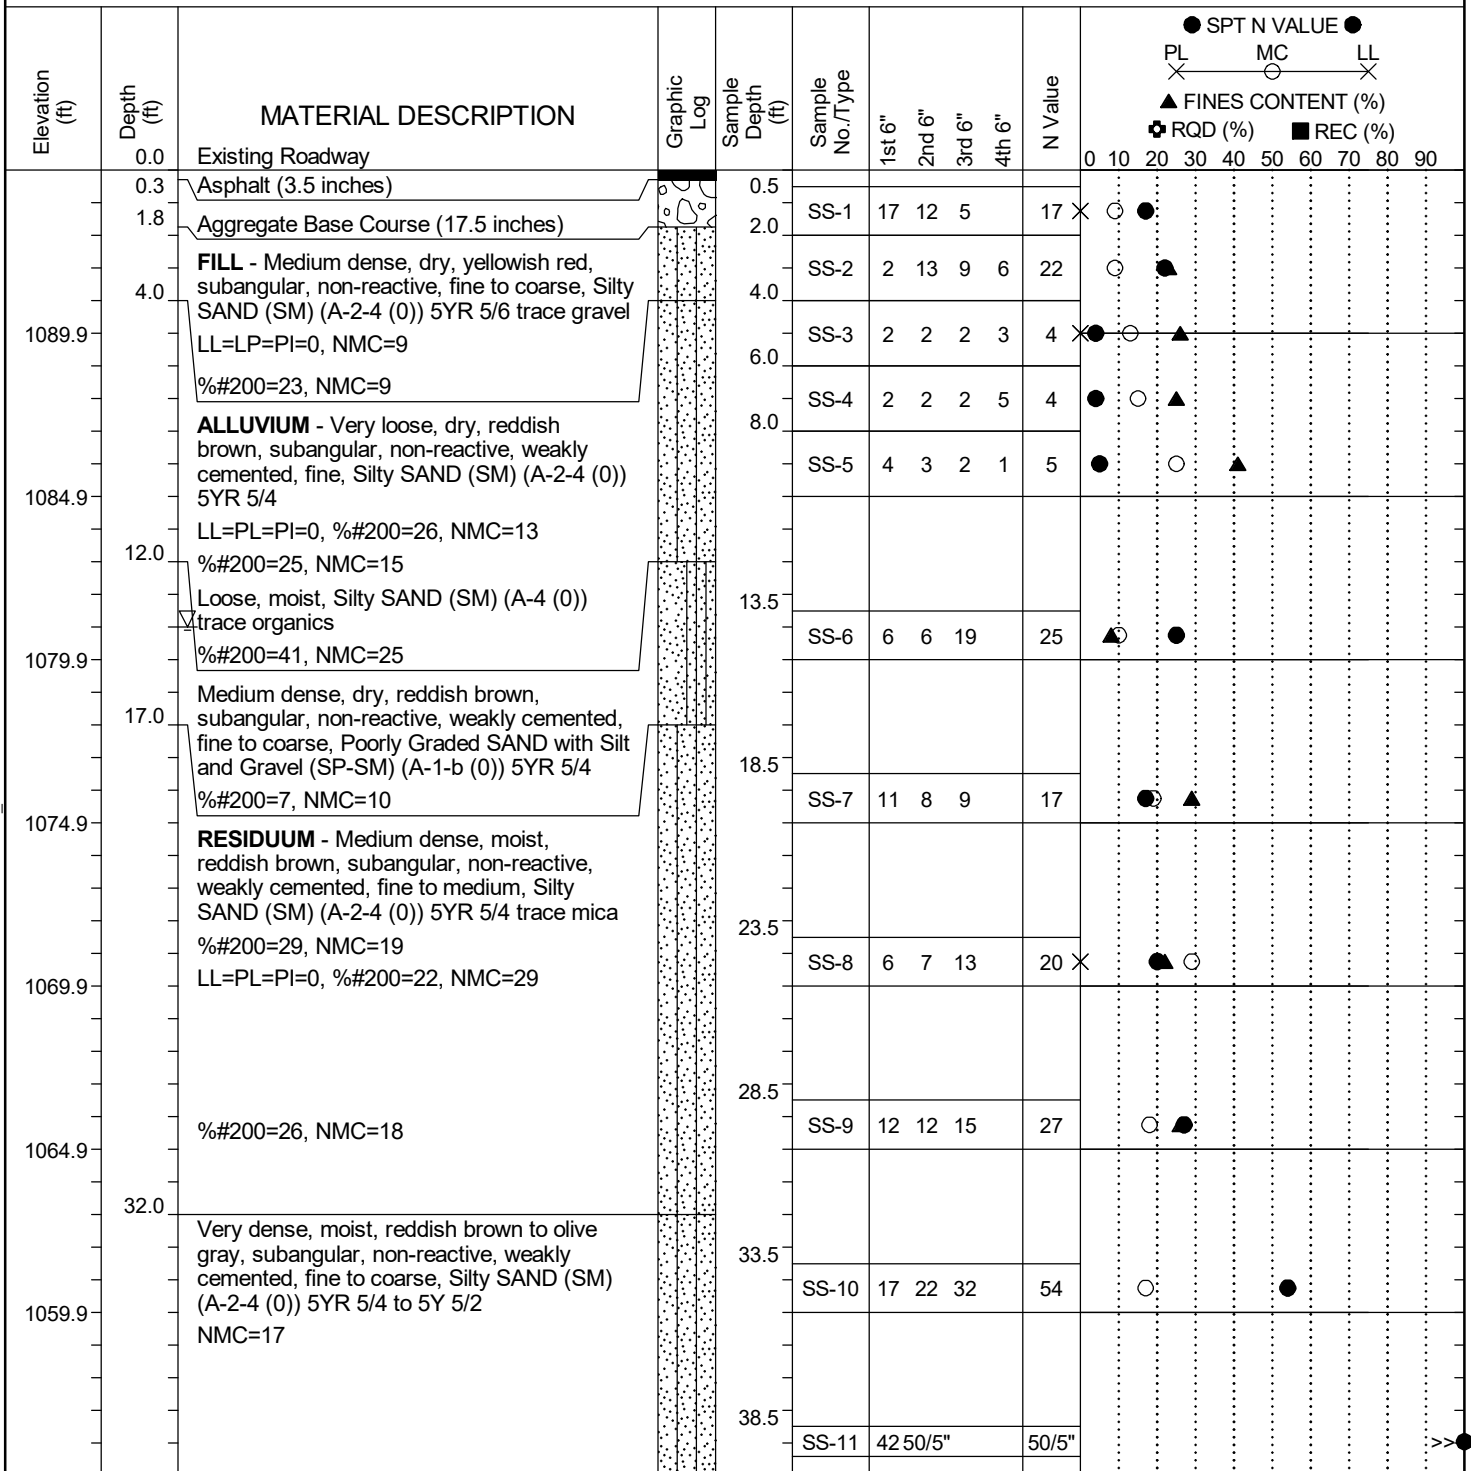 ● SPT N VALUE ●
PL MC LL
▲ FINES CONTENT (%)
RQD (%) ■ REC (%)
Elevation (ft)
Depth (ft)
MATERIAL DESCRIPTION
Graphic Log
Sample Depth (ft)
Sample No./Type
1st 6"
2nd 6"
3rd 6"
4th 6"
N Value
0 10 20 30 40 50 60 70 80 90
0.0 Existing Roadway
0.3 Asphalt (3.5 inches)
1.8 Aggregate Base Course (17.5 inches)
FILL - Medium dense, dry, yellowish red,
subangular, non-reactive, fine to coarse, Silty
4.0 SAND (SM) (A-2-4 (0)) 5YR 5/6 trace gravel
1089.9 LL=LP=PI=0, NMC=9
%#200=23, NMC=9
ALLUVIUM - Very loose, dry, reddish
brown, subangular, non-reactive, weakly
cemented, fine, Silty SAND (SM) (A-2-4 (0))
1084.9 5YR 5/4
LL=PL=PI=0, %#200=26, NMC=13
12.0 %#200=25, NMC=15
Loose, moist, Silty SAND (SM) (A-4 (0))
trace organics
1079.9 %#200=41, NMC=25
Medium dense, dry, reddish brown,
17.0 subangular, non-reactive, weakly cemented,
fine to coarse, Poorly Graded SAND with Silt
and Gravel (SP-SM) (A-1-b (0)) 5YR 5/4
%#200=7, NMC=10
1074.9
RESIDUUM - Medium dense, moist,
reddish brown, subangular, non-reactive,
weakly cemented, fine to medium, Silty
SAND (SM) (A-2-4 (0)) 5YR 5/4 trace mica
%#200=29, NMC=19
1069.9 LL=PL=PI=0, %#200=22, NMC=29
%#200=26, NMC=18
1064.9
32.0
Very dense, moist, reddish brown to olive
gray, subangular, non-reactive, weakly
cemented, fine to coarse, Silty SAND (SM)
1059.9 (A-2-4 (0)) 5YR 5/4 to 5Y 5/2
NMC=17
0.5
SS-1 17 12 5 17
2.0
SS-2 2 13 9 6 22
4.0
SS-3 2 2 2 3 4
6.0
SS-4 2 2 2 5 4
8.0
SS-5 4 3 2 1 5
13.5
SS-6 6 6 19 25
18.5
SS-7 11 8 9 17
23.5
SS-8 6 7 13 20
28.5
SS-9 12 12 15 27
33.5
SS-10 17 22 32 54
38.5
SS-11 42 50/5" 50/5" >>